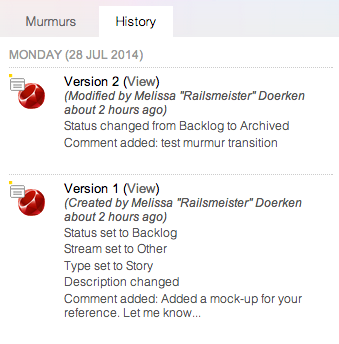 Murmurs History
MONDAY (28 JUL 2014)
Version 2 (View)
(Modified by Melissa "Railsmeister" Doerken
about 2 hours ago)
Status changed from Backlog to Archived
Comment added: test murmur transition
Version 1 (View)
(Created by Melissa "Railsmeister" Doerken
about 2 hours ago)
Status set to Backlog
Stream set to Other
Type set to Story
Description changed
Comment added: Added a mock-up for your
reference. Let me know...